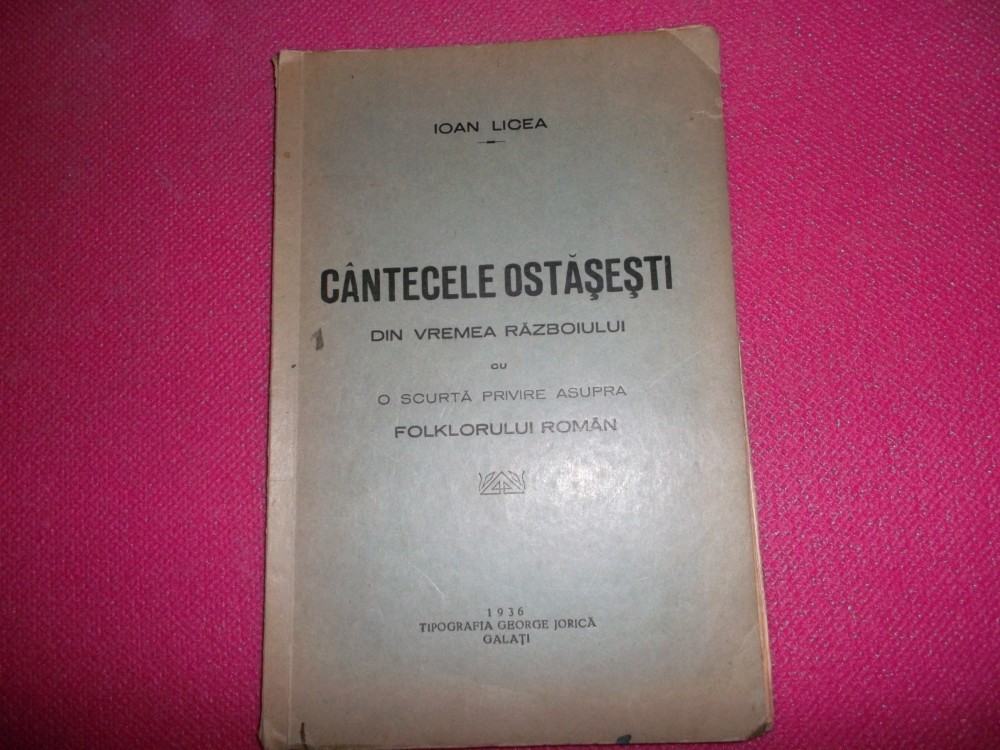 IOAN LICEA
CÂNTECELE OSTĂŞEŞTI
DIN VREMEA RĂZBOIULUI
CU
O SCURTĂ PRIVIRE ASUPRA
FOLKLORULUI ROMÂN
1936
TIPOGRAFIA GEORGE JORICĂ
GALAŢI